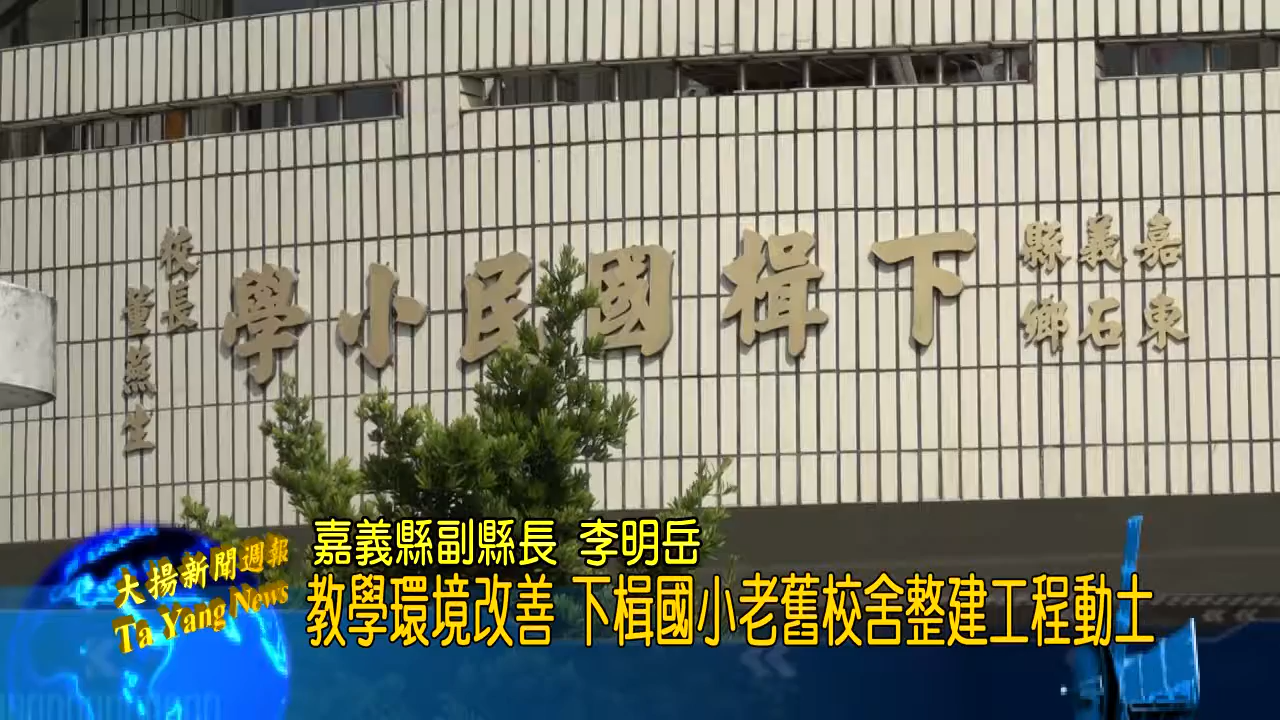 嘉義縣
東石鄉
下楫國民小學
校長
董燕生
嘉義縣副縣長 李明岳
教學環境改善 下楫國小老舊校舍整建工程動土
大揚新聞週報
Ta Yang News